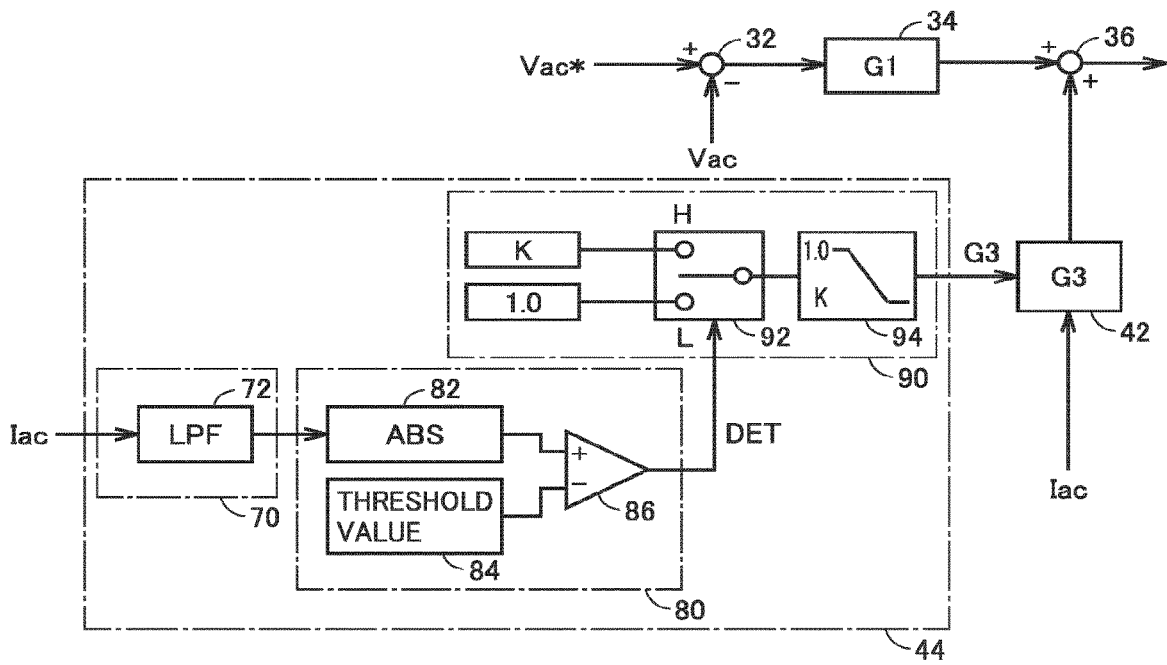 32
34
36
Vac*
+
−
G1
+
+
Vac
H
K
1.0
L
92
1.0
K
94
90
G3
G3
42
Iac
72
LPF
70
82
ABS
THRESHOLD
VALUE
84
+
−
86
DET
80
Iac
44